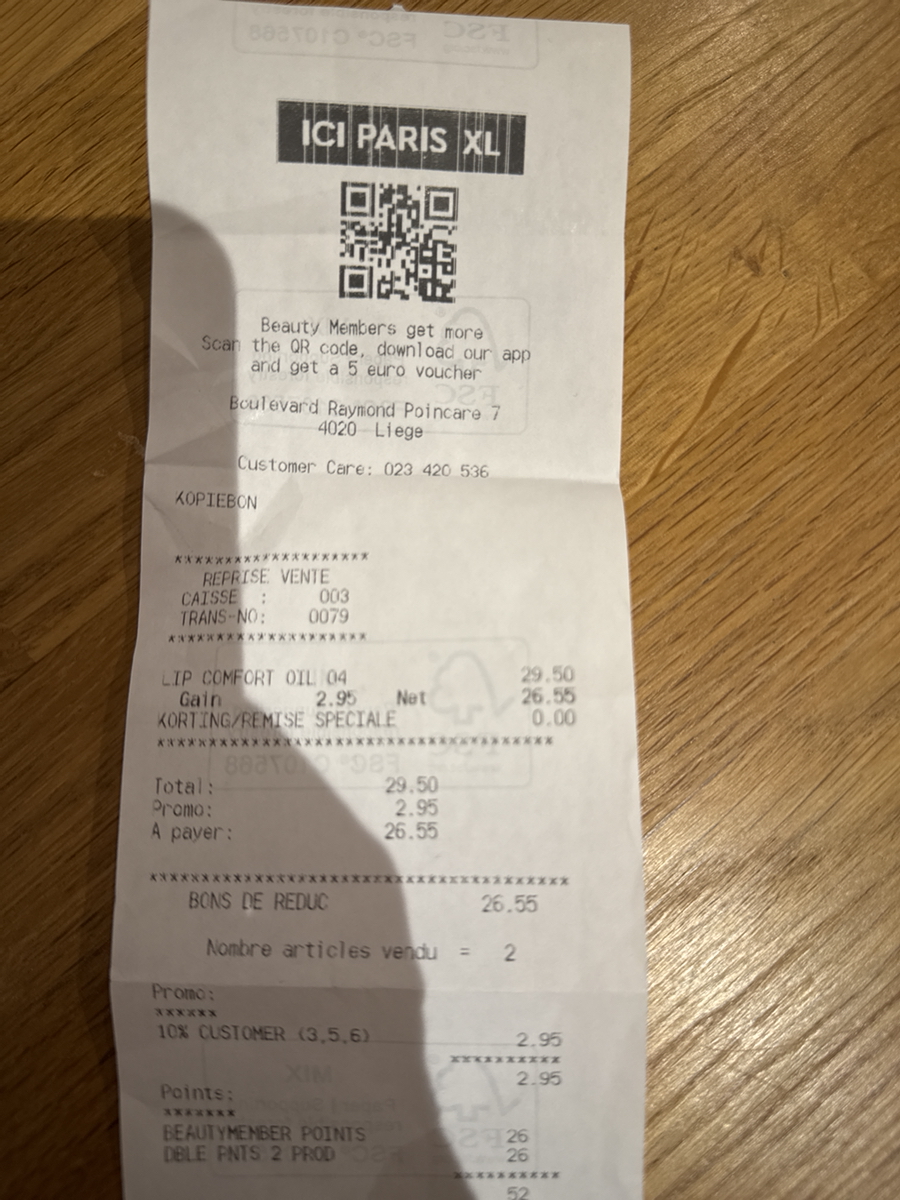 ICI PARIS XL
Beauty Members get more
Scan the QR code, download our app
and get a 5 euro voucher
Boulevard Raymond Poincare 7
4020 Liege
Customer Care: 023 420 536
KOPIEBON
*******************
REPRISE VENTE
CAISSE : 003
TRANS-NO: 0079
*******************
LIP COMFORT OIL 04 29.50
Gain 2.95 Net 26.55
KORTING/REMISE SPECIALE 0.00
***************************************
Total: 29.50
Promo: 2.95
A payer: 26.55
*****************************************
BONS DE REDUC 26.55
Nombre articles vendu = 2
Promo:
******
10% CUSTOMER (3,5,6) 2.95
**********
2.95
Points:
*******
BEAUTYMEMBER POINTS 26
DBLE PNTS 2 PROD 26
**********
52
FSC
FSC® C107568